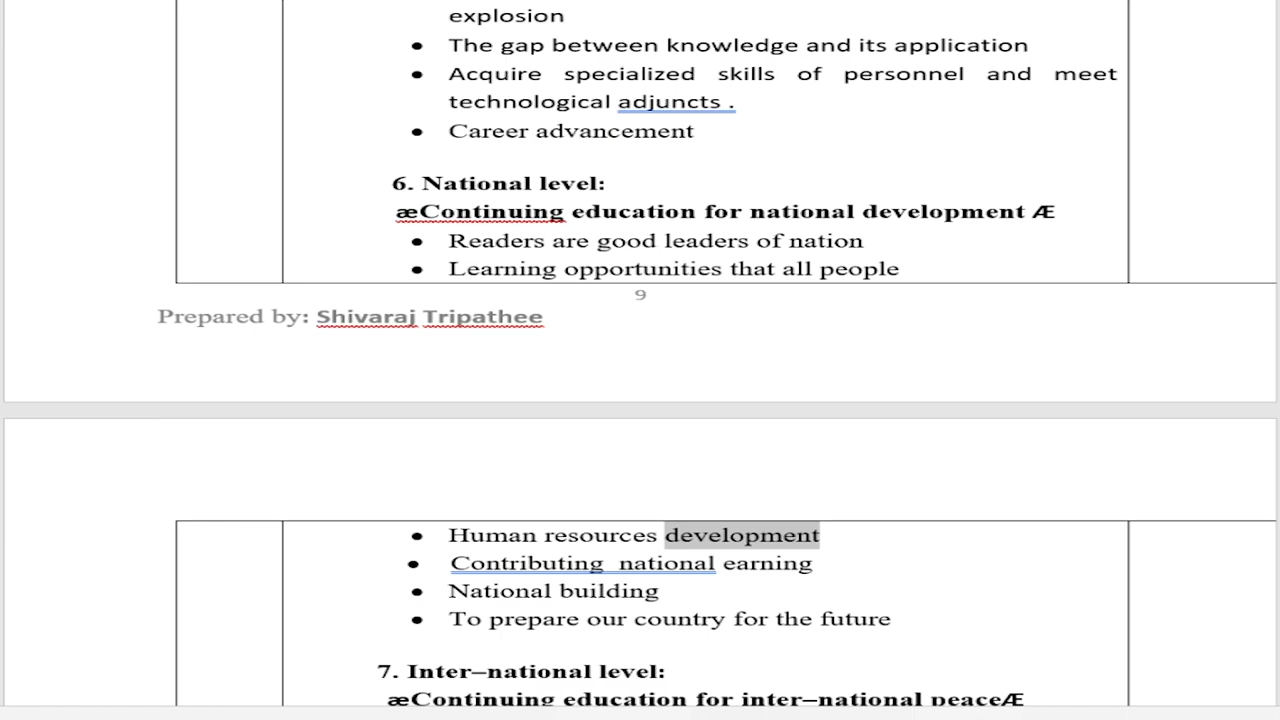 explosion
• The gap between knowledge and its application
• Acquire specialized skills of personnel and meet
technological adjuncts .
• Career advancement
6. National level:
æContinuing education for national development Æ
• Readers are good leaders of nation
• Learning opportunities that all people
9
Prepared by: Shivaraj Tripathee
• Human resources development
• Contributing national earning
• National building
• To prepare our country for the future
7. Inter–national level:
æContinuing education for inter–national peaceÆ